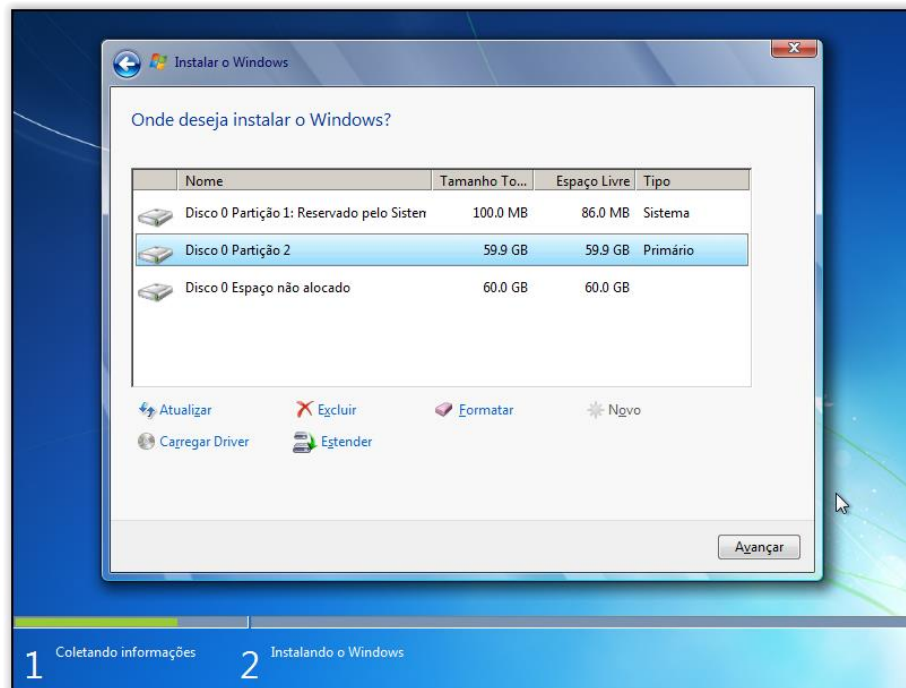 Instalar o Windows
Onde deseja instalar o Windows?
Nome Tamanho To... Espaço Livre Tipo
Disco 0 Partição 1: Reservado pelo Sisten 100.0 MB 86.0 MB Sistema
Disco 0 Partição 2 59.9 GB 59.9 GB Primário
Disco 0 Espaço não alocado 60.0 GB 60.0 GB
Atualizar Excluir Formatar Novo
Carregar Driver Estender
Avançar
1 Coletando informações 2 Instalando o Windows